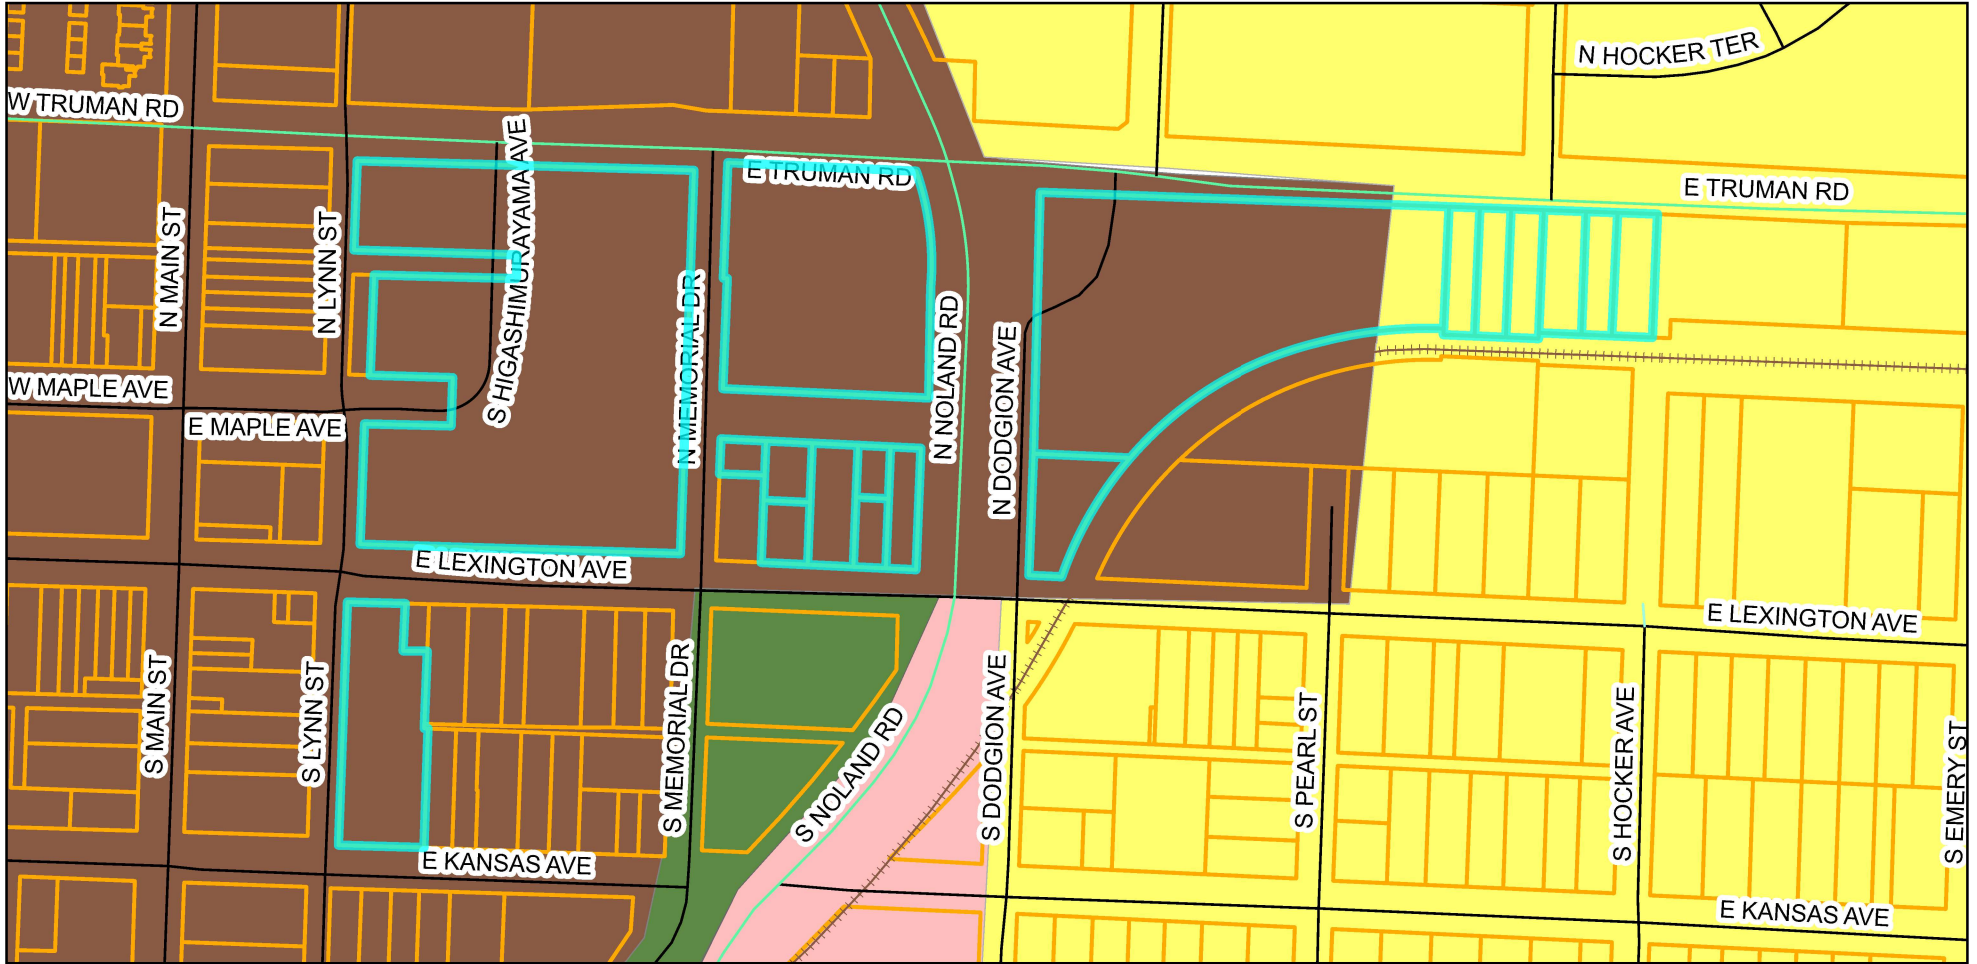 N HOCKER TER
W TRUMAN RD
E TRUMAN RD
E TRUMAN RD
N MAIN ST
N LYNN ST
S HIGASHIMURAYAMA AVE
N MEMORIAL DR
N NOLAND RD
N DODGION AVE
W MAPLE AVE
E MAPLE AVE
E LEXINGTON AVE
E LEXINGTON AVE
S MAIN ST
S LYNN ST
S MEMORIAL DR
S NOLAND RD
S DODGION AVE
S PEARL ST
S HOCKER AVE
S EMERY ST
E KANSAS AVE
E KANSAS AVE